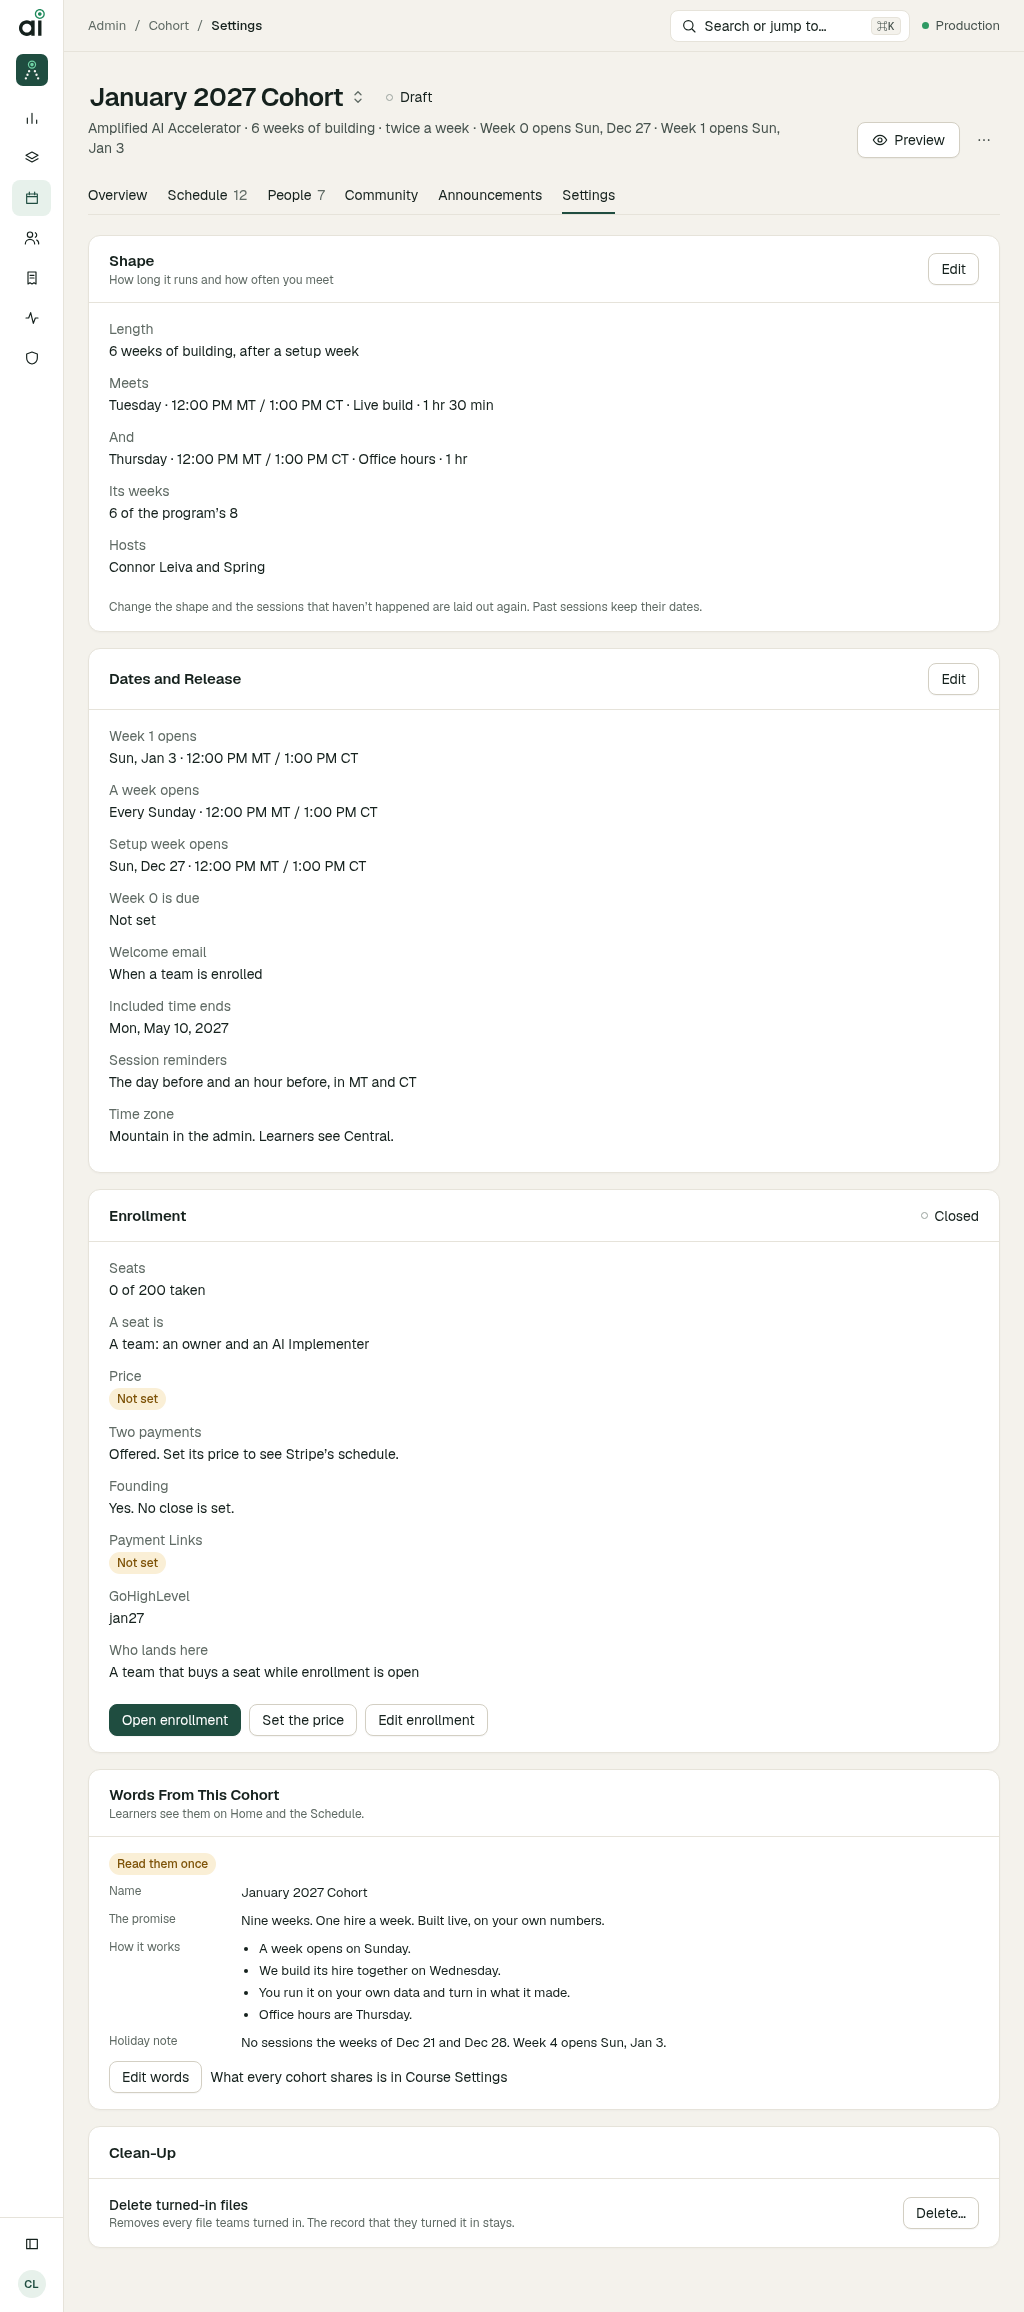 ai
Admin / Cohort / Settings
Search or jump to...
⌘K
Production
January 2027 Cohort
Draft
Amplified AI Accelerator · 6 weeks of building · twice a week · Week 0 opens Sun, Dec 27 · Week 1 opens Sun,
Jan 3
Preview
...
Overview
Schedule 12
People 7
Community
Announcements
Settings
Shape
How long it runs and how often you meet
Edit
Length
6 weeks of building, after a setup week
Meets
Tuesday · 12:00 PM MT / 1:00 PM CT · Live build · 1 hr 30 min
And
Thursday · 12:00 PM MT / 1:00 PM CT · Office hours · 1 hr
Its weeks
6 of the program’s 8
Hosts
Connor Leiva and Spring
Change the shape and the sessions that haven’t happened are laid out again. Past sessions keep their dates.
Dates and Release
Edit
Week 1 opens
Sun, Jan 3 · 12:00 PM MT / 1:00 PM CT
A week opens
Every Sunday · 12:00 PM MT / 1:00 PM CT
Setup week opens
Sun, Dec 27 · 12:00 PM MT / 1:00 PM CT
Week 0 is due
Not set
Welcome email
When a team is enrolled
Included time ends
Mon, May 10, 2027
Session reminders
The day before and an hour before, in MT and CT
Time zone
Mountain in the admin. Learners see Central.
Enrollment
Closed
Seats
0 of 200 taken
A seat is
A team: an owner and an AI Implementer
Price
Not set
Two payments
Offered. Set its price to see Stripe’s schedule.
Founding
Yes. No close is set.
Payment Links
Not set
GoHighLevel
jan27
Who lands here
A team that buys a seat while enrollment is open
Open enrollment
Set the price
Edit enrollment
Words From This Cohort
Learners see them on Home and the Schedule.
Read them once
Name
January 2027 Cohort
The promise
Nine weeks. One hire a week. Built live, on your own numbers.
How it works
• A week opens on Sunday.
• We build its hire together on Wednesday.
• You run it on your own data and turn in what it made.
• Office hours are Thursday.
Holiday note
No sessions the weeks of Dec 21 and Dec 28. Week 4 opens Sun, Jan 3.
Edit words
What every cohort shares is in Course Settings
Clean-Up
Delete turned-in files
Removes every file teams turned in. The record that they turned it in stays.
Delete...
CL